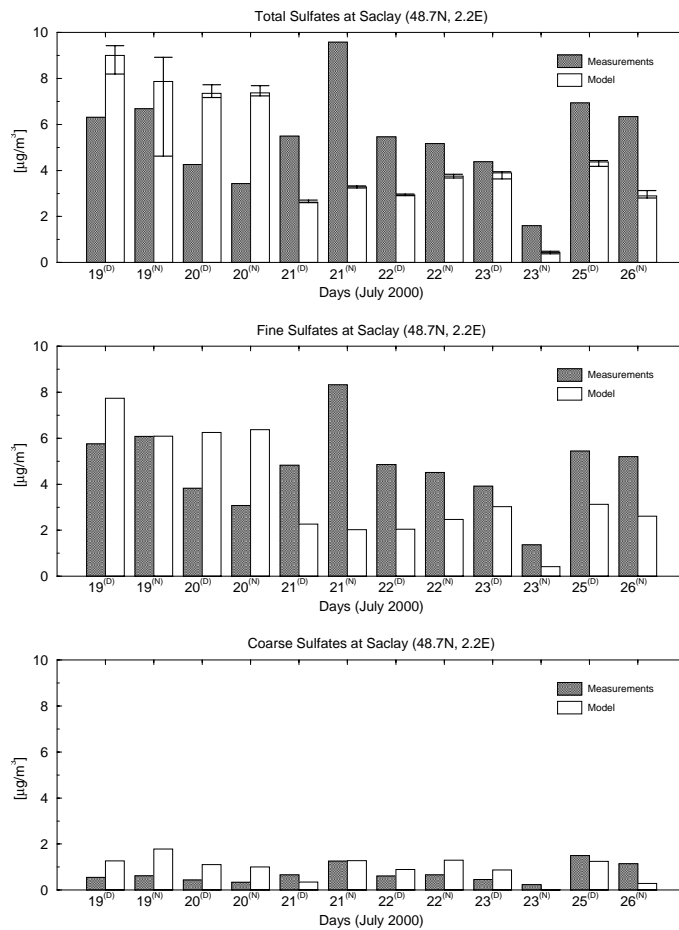 Total Sulfates at Saclay (48.7N, 2.2E)
10
8
6
4
2
0
[µg/m³]
Measurements
Model
19(D) 19(N) 20(D) 20(N) 21(D) 21(N) 22(D) 22(N) 23(D) 23(N) 25(D) 26(N)
Days (July 2000)
Fine Sulfates at Saclay (48.7N, 2.2E)
10
8
6
4
2
0
[µg/m³]
Measurements
Model
19(D) 19(N) 20(D) 20(N) 21(D) 21(N) 22(D) 22(N) 23(D) 23(N) 25(D) 26(N)
Days (July 2000)
Coarse Sulfates at Saclay (48.7N, 2.2E)
10
8
6
4
2
0
[µg/m³]
Measurements
Model
19(D) 19(N) 20(D) 20(N) 21(D) 21(N) 22(D) 22(N) 23(D) 23(N) 25(D) 26(N)
Days (July 2000)